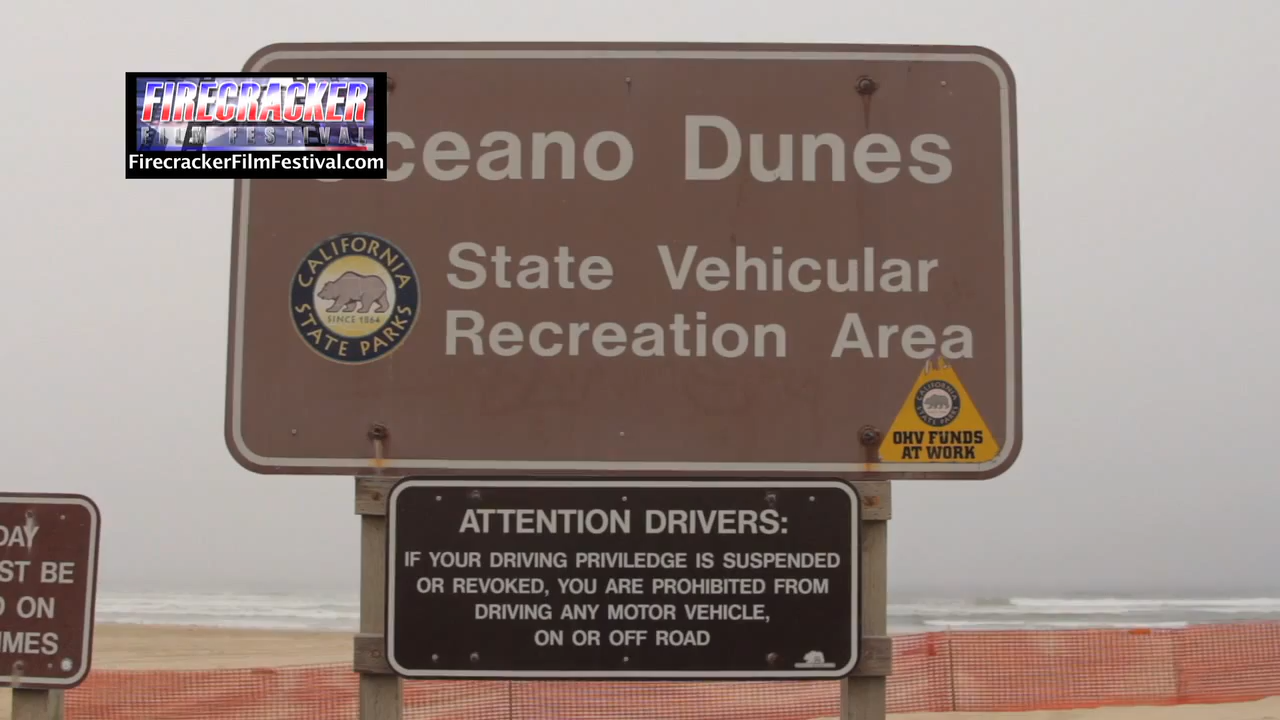 FIRECRACKER
FILM FESTIVAL
FirecrackerFilmFestival.com
Oceano Dunes
CALIFORNIA
STATE PARKS
SINCE 1864
State Vehicular
Recreation Area
CALIFORNIA
STATE PARKS
OHV FUNDS
AT WORK
ATTENTION DRIVERS:
IF YOUR DRIVING PRIVILEDGE IS SUSPENDED
OR REVOKED, YOU ARE PROHIBITED FROM
DRIVING ANY MOTOR VEHICLE,
ON OR OFF ROAD
DAY
ST BE
D ON
IMES